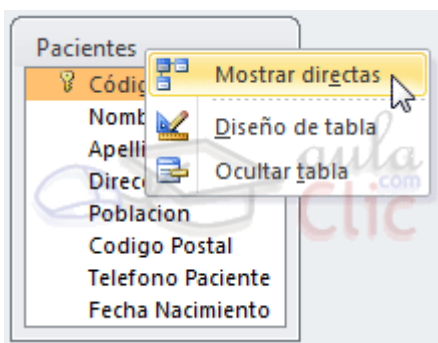 Pacientes
Mostrar directas
Nomb
Diseño de tabla
Apelli
Ocultar tabla
Direc
Poblacion
Codigo Postal
Telefono Paciente
Fecha Nacimiento
aula
Clic
.com